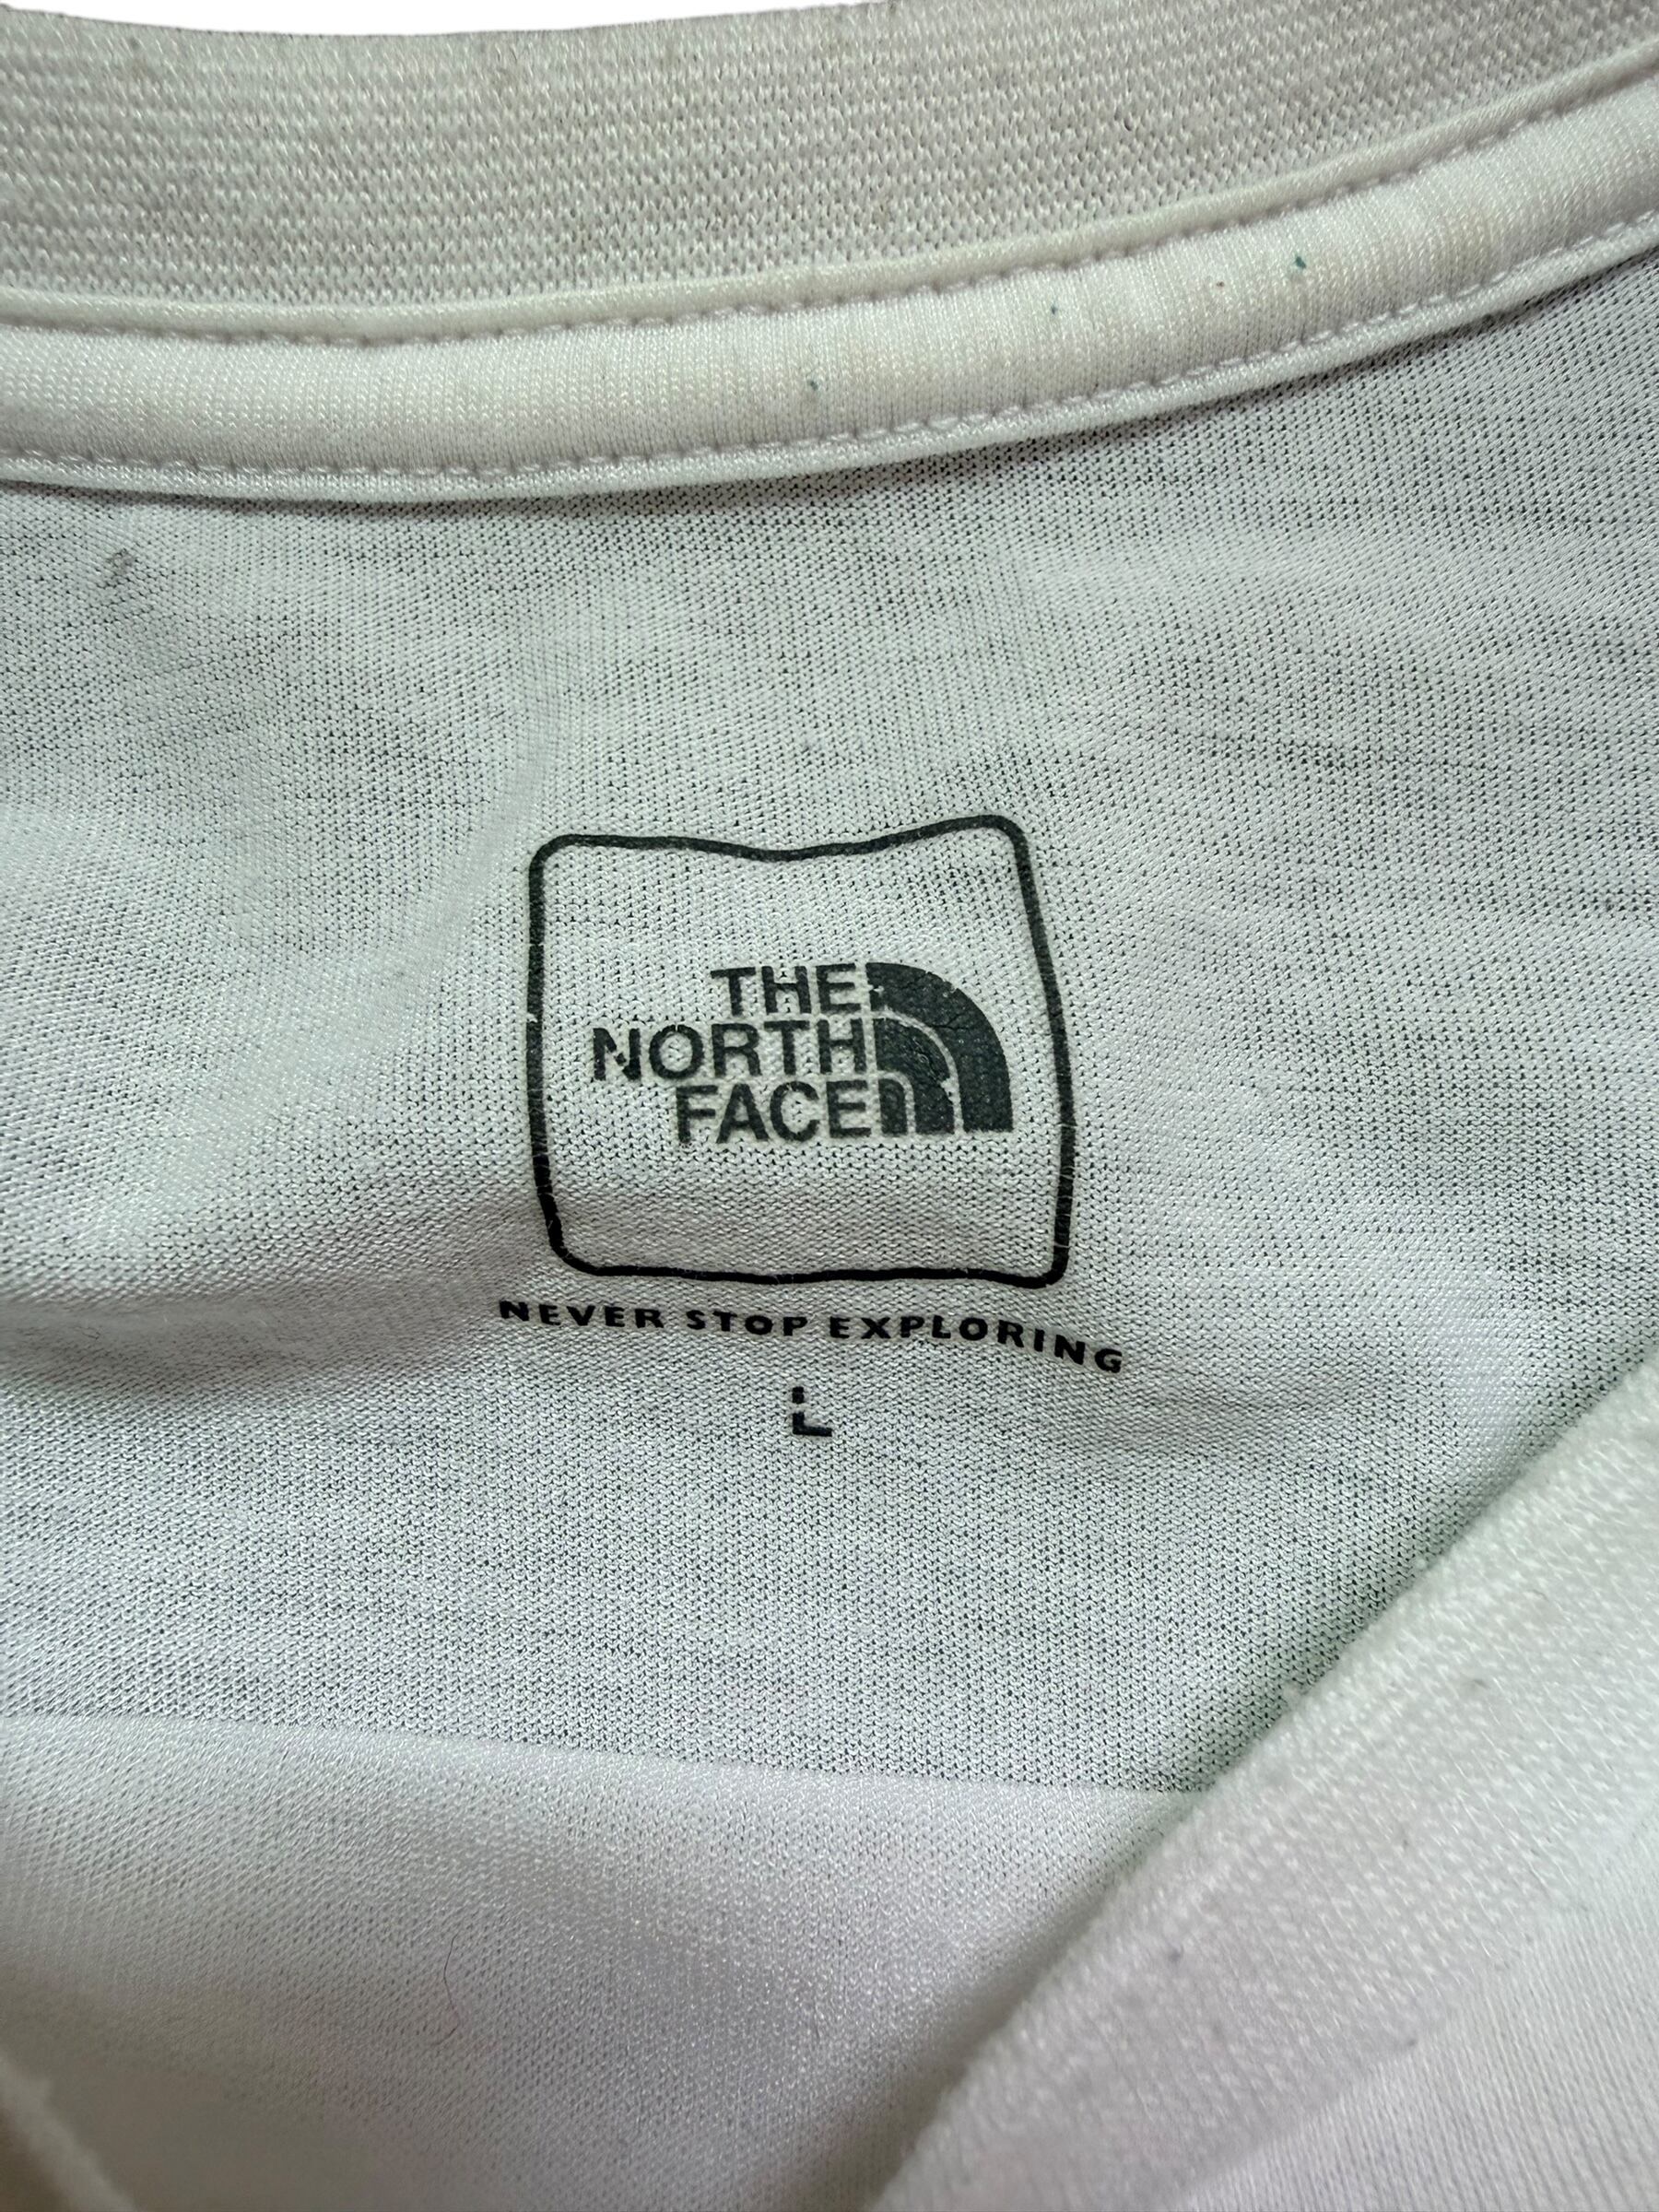 THE
NORTH
FACE
NEVER STOP EXPLORING
L